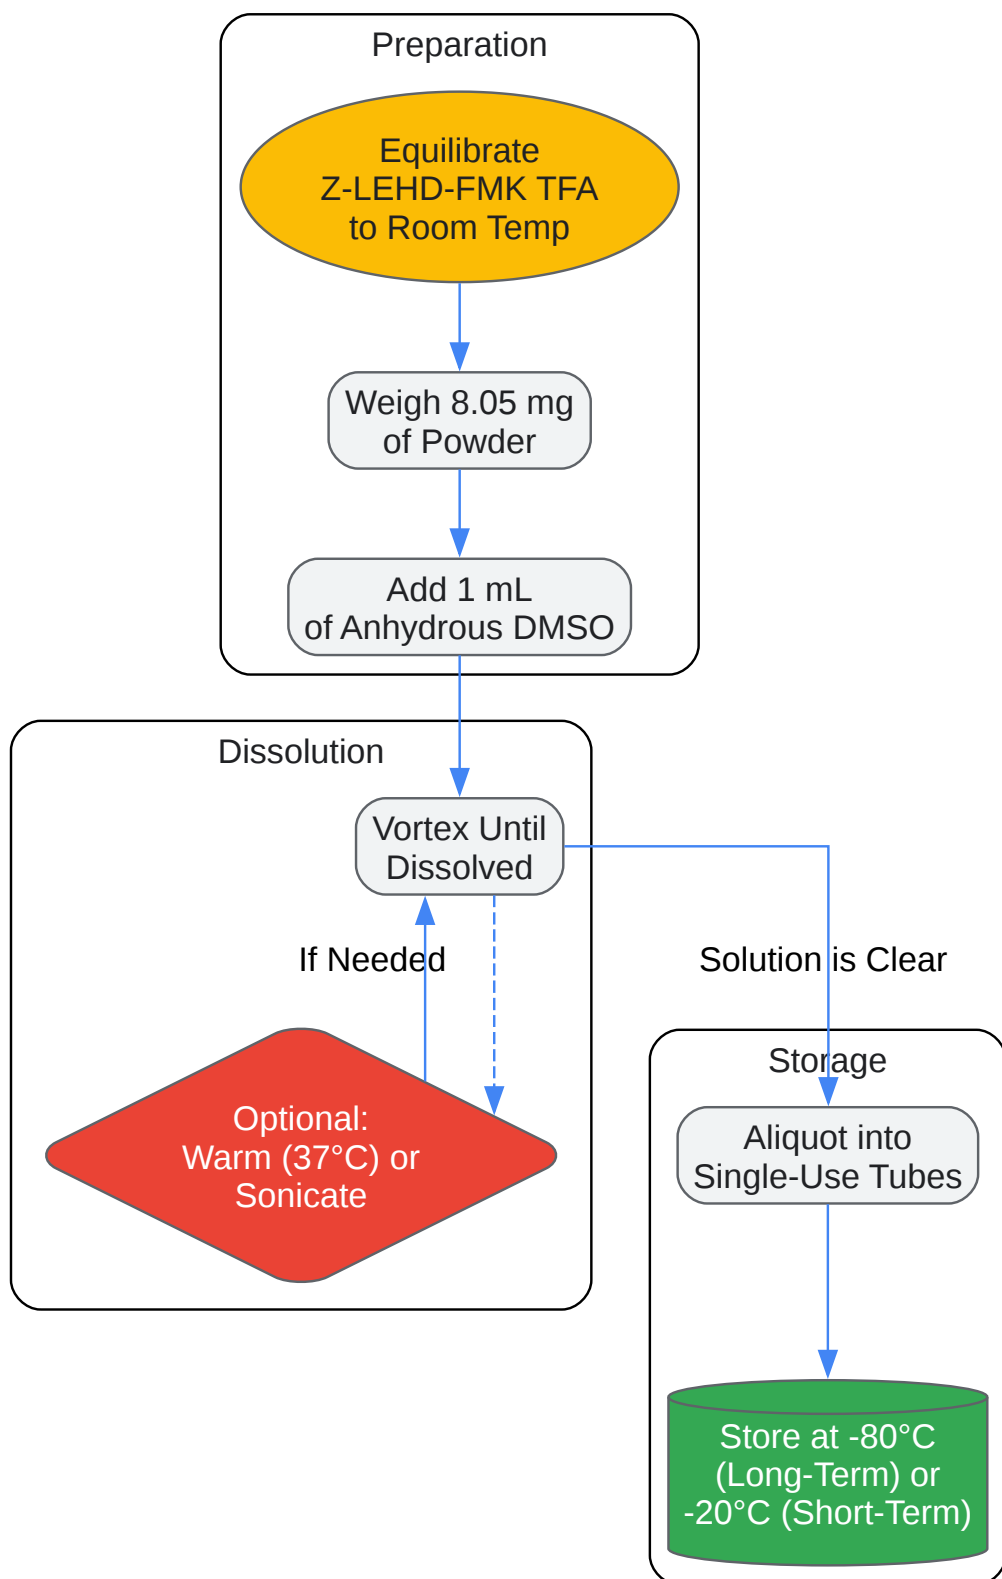 Preparation
Equilibrate
Z-LEHD-FMK TFA
to Room Temp
Weigh 8.05 mg
of Powder
Add 1 mL
of Anhydrous DMSO
Dissolution
Vortex Until
Dissolved
If Needed
Solution is Clear
Optional:
Warm (37°C) or
Sonicate
Storage
Aliquot into
Single-Use Tubes
Store at -80°C
(Long-Term) or
-20°C (Short-Term)